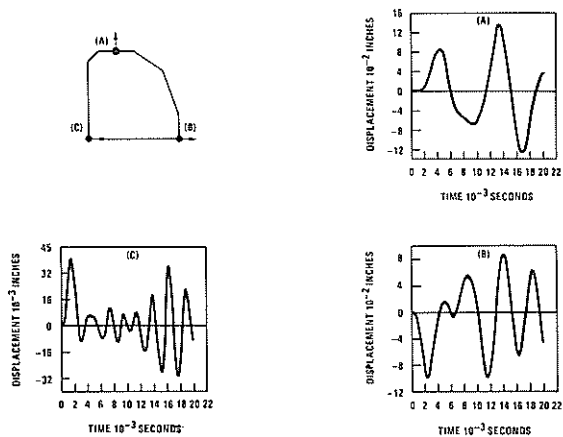 (A)
(C)
(B)
(A)
DISPLACEMENT 10⁻² INCHES
16
12
8
4
0
-4
-8
-12
0 2 4 6 8 10 12 14 16 18 20 22
TIME 10⁻³ SECONDS
(C)
DISPLACEMENT 10⁻³ INCHES
45
32
16
0
-15
-32
0 2 4 6 8 10 12 14 16 18 20 22
TIME 10⁻³ SECONDS
(B)
DISPLACEMENT 10⁻² INCHES
8
4
0
-4
-8
-12
0 2 4 6 8 10 12 14 16 18 20 22
TIME 10⁻³ SECONDS